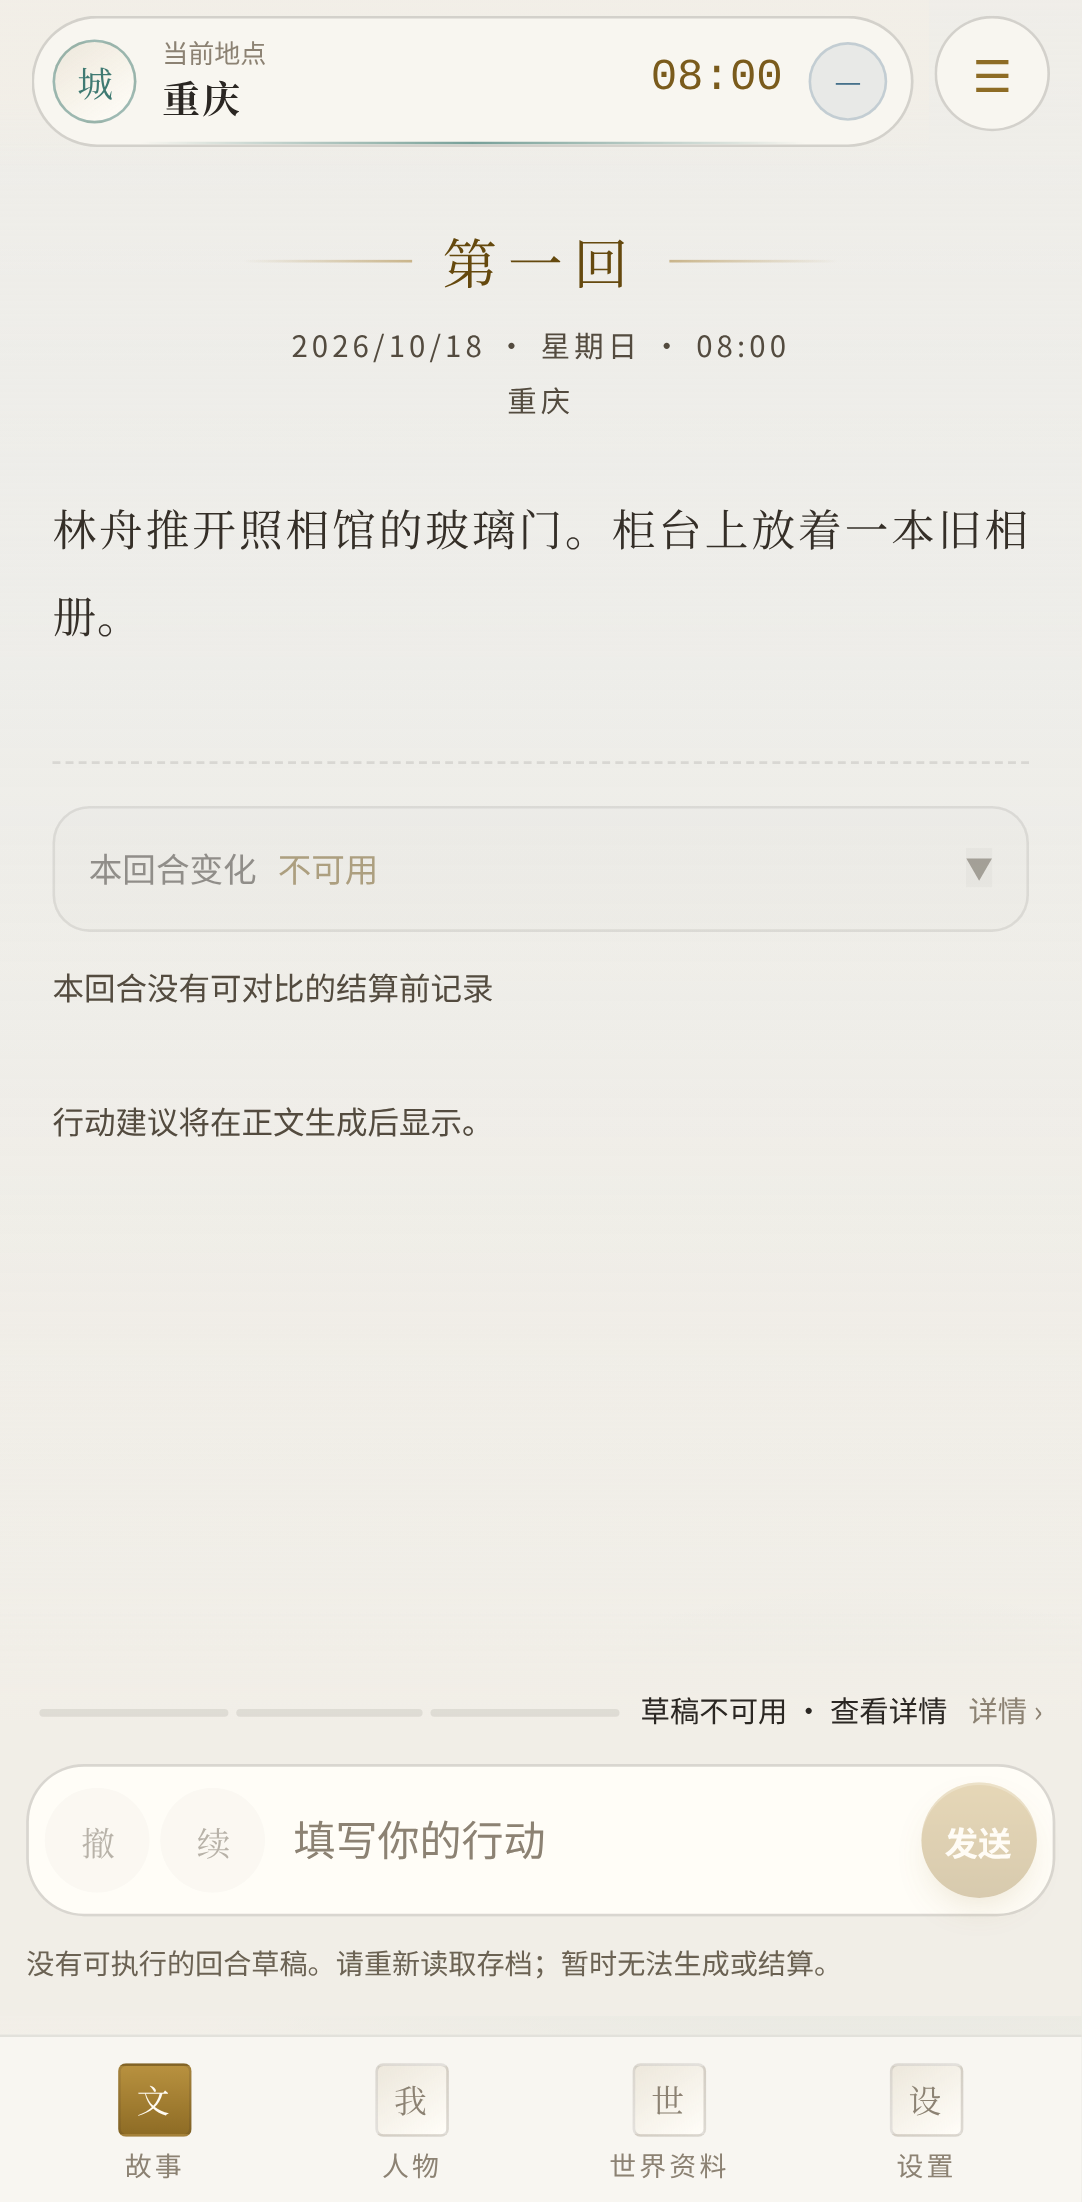 城
当前地点
重庆
08:00
—
☰
第一回
2026/10/18 · 星期日 · 08:00
重庆
林舟推开照相馆的玻璃门。柜台上放着一本旧相
册。
本回合变化 不可用 ▼
本回合没有可对比的结算前记录
行动建议将在正文生成后显示。
草稿不可用 · 查看详情 详情 ›
撤 续 填写你的行动 发送
没有可执行的回合草稿。请重新读取存档；暂时无法生成或结算。
文 我 世 设
故事 人物 世界资料 设置